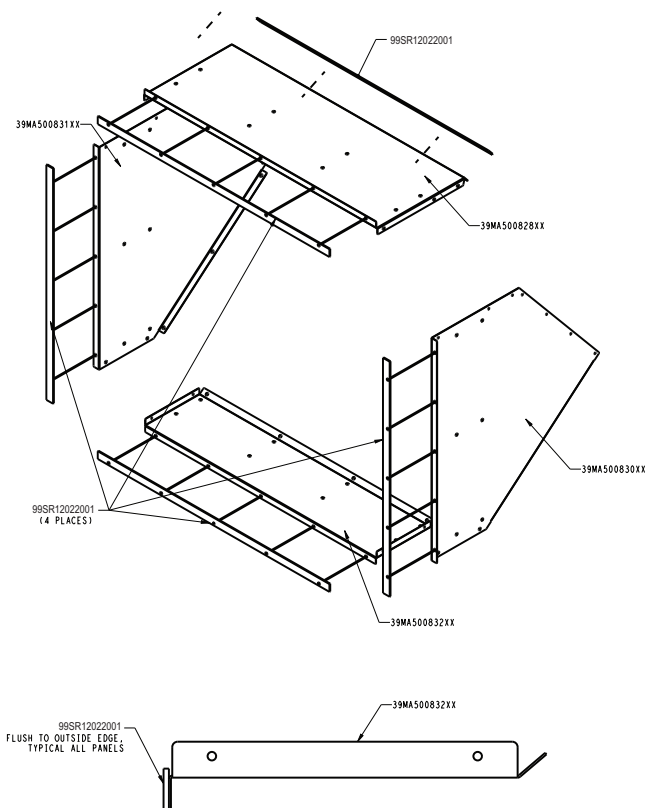 99SR12022001
39MA500831XX
39MA500828XX
39MA500830XX
99SR12022001
(4 PLACES)
39MA500832XX
39MA500832XX
99SR12022001
FLUSH TO OUTSIDE EDGE,
TYPICAL ALL PANELS